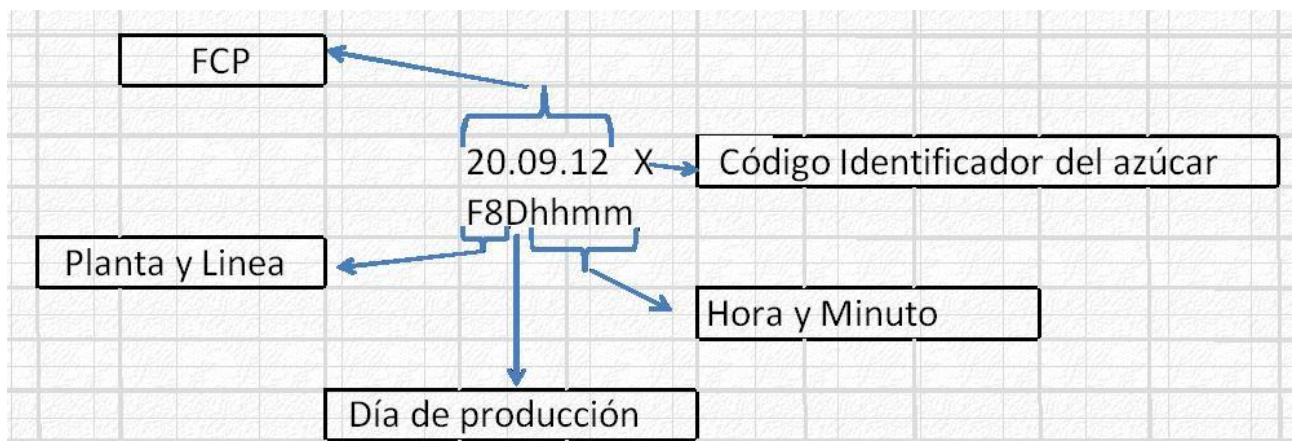 FCP
20.09.12 X
Código Identificador del azúcar
F8Dhhmm
Planta y Linea
Hora y Minuto
Día de producción